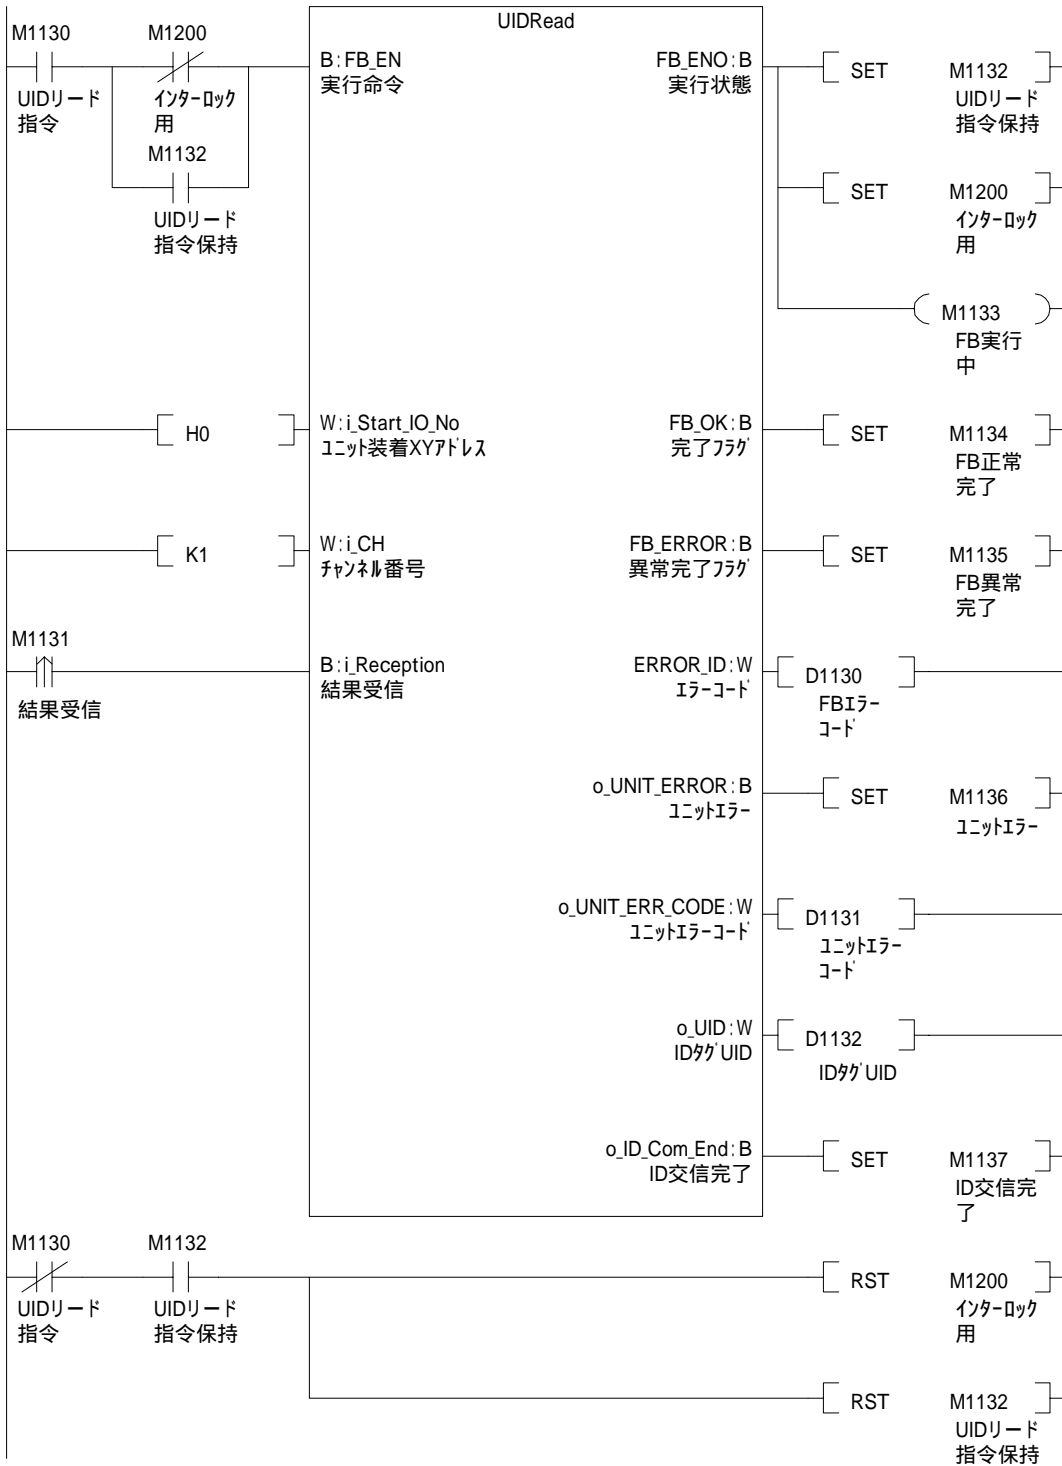 UIDRead
M1130
M1200
B:FB_EN
実行命令
FB_ENO:B
実行状態
SET
M1132
UIDリード
指令保持
UIDリード
指令
ｲﾝﾀｰﾛｯｸ
用
M1132
UIDリード
指令保持
SET
M1200
ｲﾝﾀｰﾛｯｸ
用
M1133
FB実行
中
H0
W:i_Start_IO_No
ﾕﾆｯﾄ装着XYｱﾄﾞﾚｽ
FB_OK:B
完了ﾌﾗｸﾞ
SET
M1134
FB正常
完了
K1
W:i_CH
ﾁｬﾝﾈﾙ番号
FB_ERROR:B
異常完了ﾌﾗｸﾞ
SET
M1135
FB異常
完了
M1131
結果受信
B:i_Reception
結果受信
ERROR_ID:W
ｴﾗｰｺｰﾄﾞ
D1130
FBｴﾗｰ
ｺｰﾄﾞ
o_UNIT_ERROR:B
ﾕﾆｯﾄｴﾗｰ
SET
M1136
ﾕﾆｯﾄｴﾗｰ
o_UNIT_ERR_CODE:W
ﾕﾆｯﾄｴﾗｰｺｰﾄﾞ
D1131
ﾕﾆｯﾄｴﾗｰ
ｺｰﾄﾞ
o_UID:W
IDﾀｸﾞUID
D1132
IDﾀｸﾞUID
o_ID_Com_End:B
ID交信完了
SET
M1137
ID交信完
了
M1130
M1132
UIDリード
指令
UIDリード
指令保持
RST
M1200
ｲﾝﾀｰﾛｯｸ
用
RST
M1132
UIDリード
指令保持